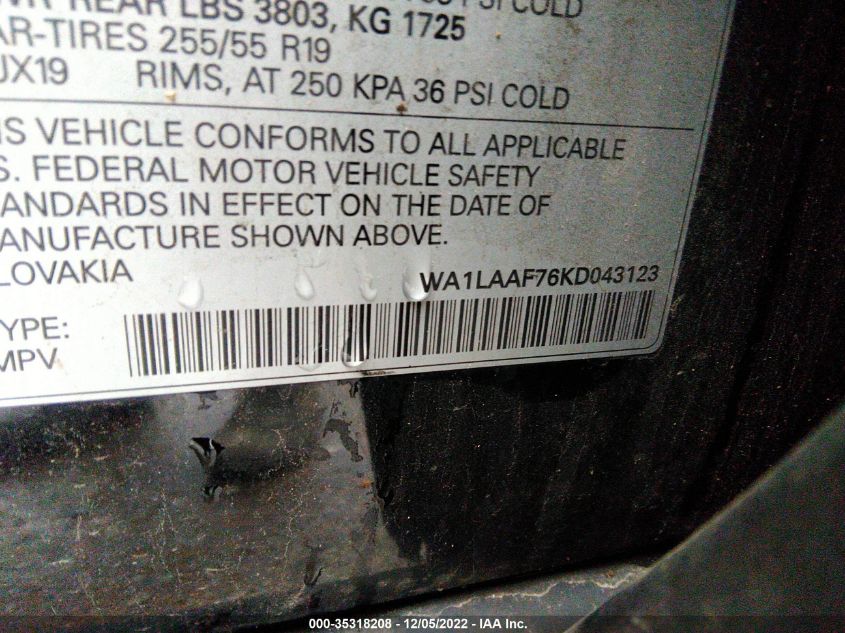 REAR LBS 3803, KG 1725
AR-TIRES 255/55 R19
JX19 RIMS, AT 250 KPA 36 PSI COLD
IS VEHICLE CONFORMS TO ALL APPLICABLE
S. FEDERAL MOTOR VEHICLE SAFETY
ANDARDS IN EFFECT ON THE DATE OF
ANUFACTURE SHOWN ABOVE.
LOVAKIA
WA1LAAF76KD043123
TYPE:
MPV
000-35318208 - 12/05/2022 - IAA Inc.